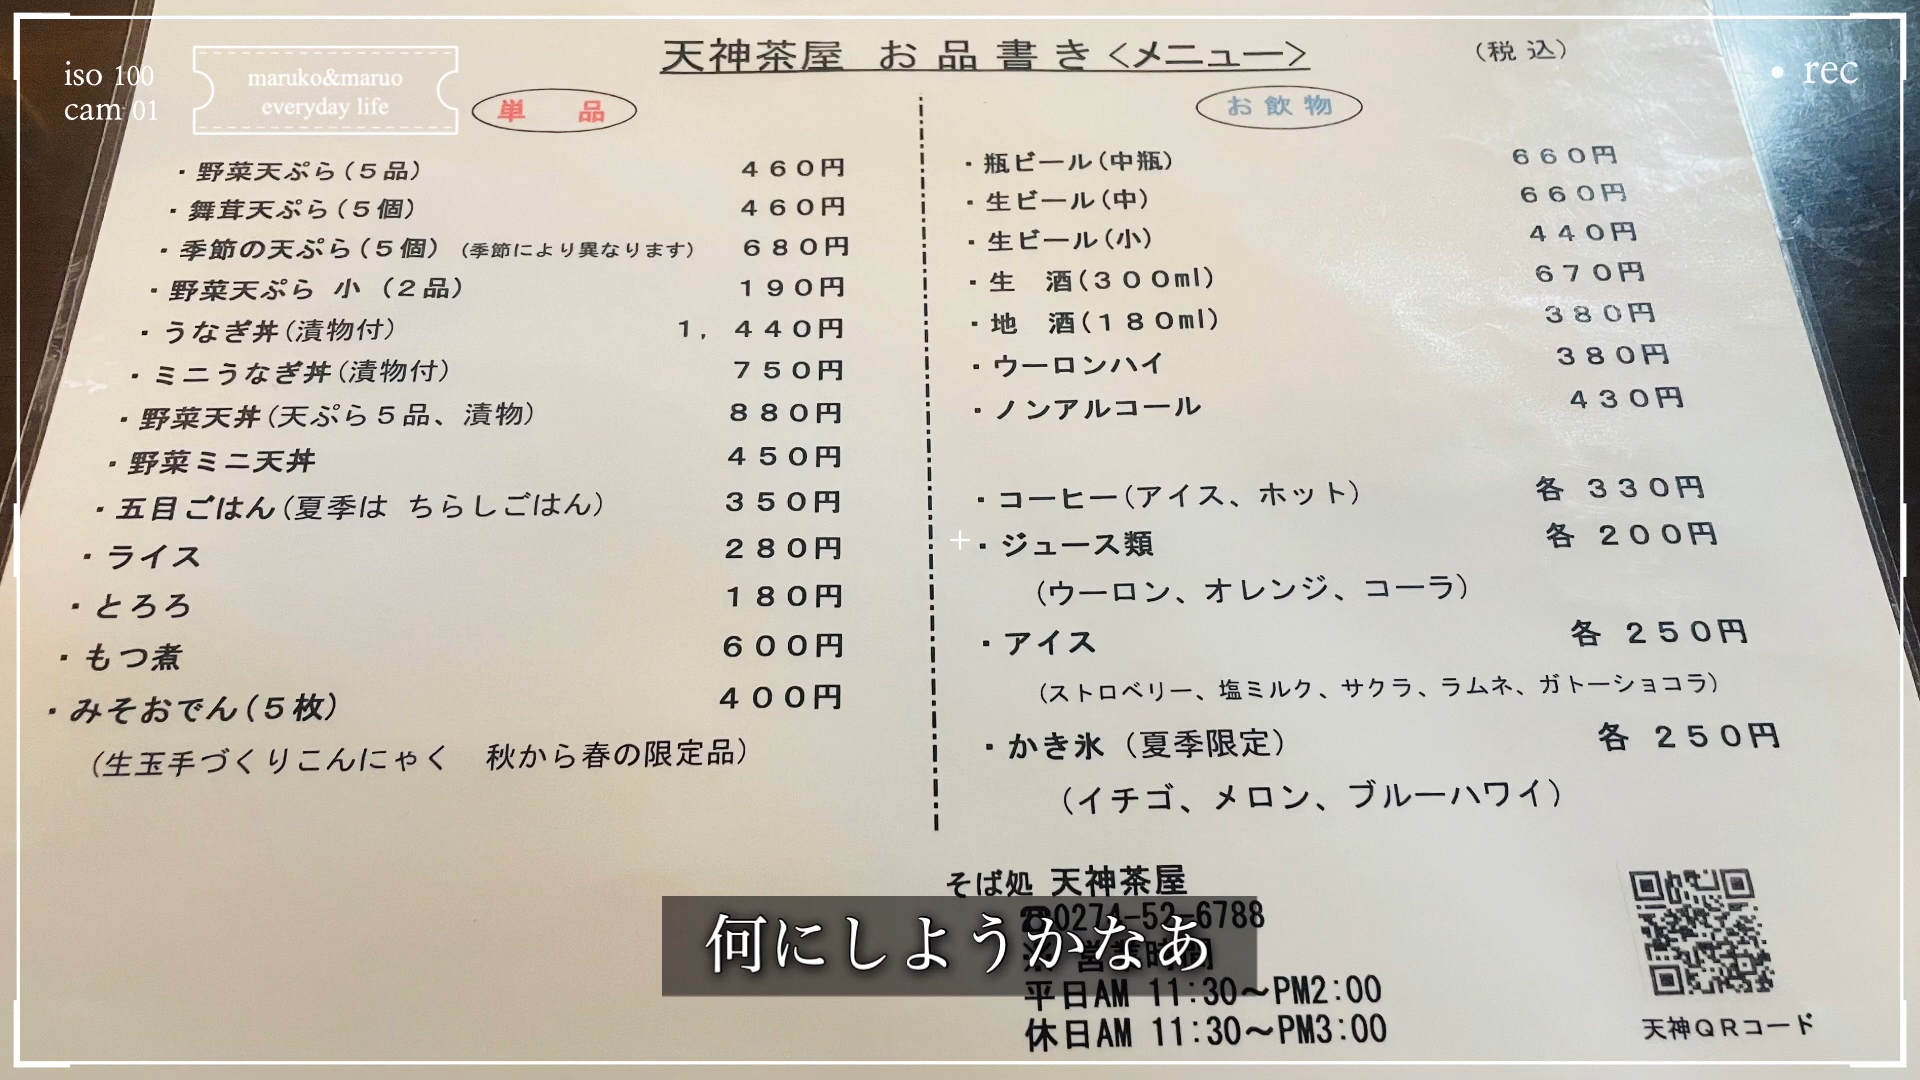 iso 100
cam 01
maruko&maruo
everyday life
rec
天神茶屋 お品書き<メニュー>
(税込)
単 品
・野菜天ぷら(5品) 460円
・舞茸天ぷら(5個) 460円
・季節の天ぷら(5個) (季節により異なります) 680円
・野菜天ぷら 小 (2品) 190円
・うなぎ丼(漬物付) 1,440円
・ミニうなぎ丼(漬物付) 750円
・野菜天丼(天ぷら5品、漬物) 880円
・野菜ミニ天丼 450円
・五目ごはん(夏季は ちらしごはん) 350円
・ライス 280円
・とろろ 180円
・もつ煮 600円
・みそおでん(5枚) 400円
(生玉手づくりこんにゃく 秋から春の限定品)
お飲物
・瓶ビール(中瓶) 660円
・生ビール(中) 660円
・生ビール(小) 440円
・生 酒(300ml) 670円
・地 酒(180ml) 380円
・ウーロンハイ 380円
・ノンアルコール 430円
・コーヒー(アイス、ホット) 各 330円
・ジュース類 各 200円
(ウーロン、オレンジ、コーラ)
・アイス 各 250円
(ストロベリー、塩ミルク、サクラ、ラムネ、ガトーショコラ)
・かき氷 (夏季限定) 各 250円
(イチゴ、メロン、ブルーハワイ)
そば処 天神茶屋
☎0274-52-6788
※ 営業時間
何にしようかなあ
平日AM 11:30~PM2:00
休日AM 11:30~PM3:00
天神QRコード